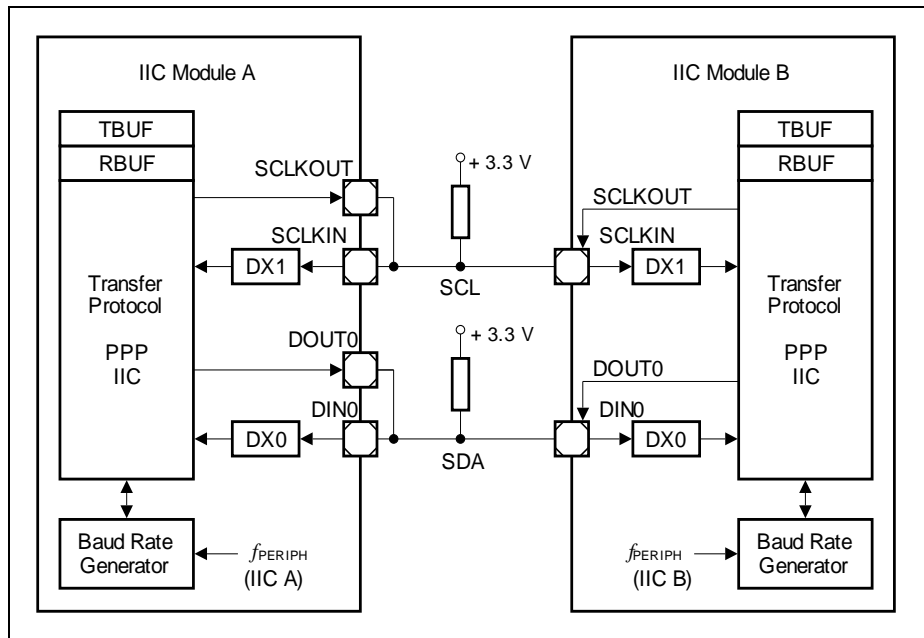 IIC Module A
TBUF
RBUF
Transfer
Protocol
PPP
IIC
SCLKOUT
SCLKIN
DX1
DOUT0
DIN0
DX0
Baud Rate
Generator
fPERIPH
(IIC A)
+ 3.3 V
SCL
+ 3.3 V
SDA
IIC Module B
TBUF
RBUF
SCLKOUT
SCLKIN
DX1
Transfer
Protocol
PPP
IIC
DOUT0
DIN0
DX0
fPERIPH
(IIC B)
Baud Rate
Generator